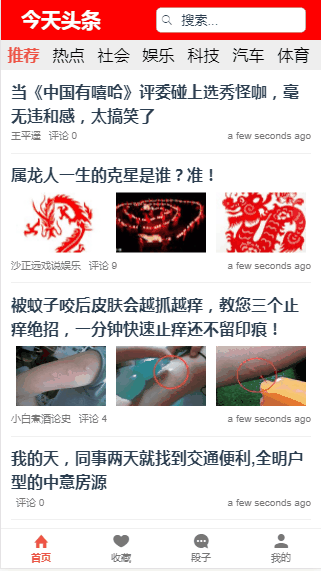 今天头条
搜索...
推荐 热点 社会 娱乐 科技 汽车 体育
当《中国有嘻哈》评委碰上选秀怪咖，毫
无违和感，太搞笑了
王平遥 评论 0 a few seconds ago
属龙人一生的克星是谁？准！
沙正远戏说娱乐 评论 9 a few seconds ago
被蚊子咬后皮肤会越抓越痒，教您三个止
痒绝招，一分钟快速止痒还不留印痕！
小白煮酒论史 评论 4 a few seconds ago
我的天，同事两天就找到交通便利,全明户
型的中意房源
评论 0 a few seconds ago
首页 收藏 段子 我的